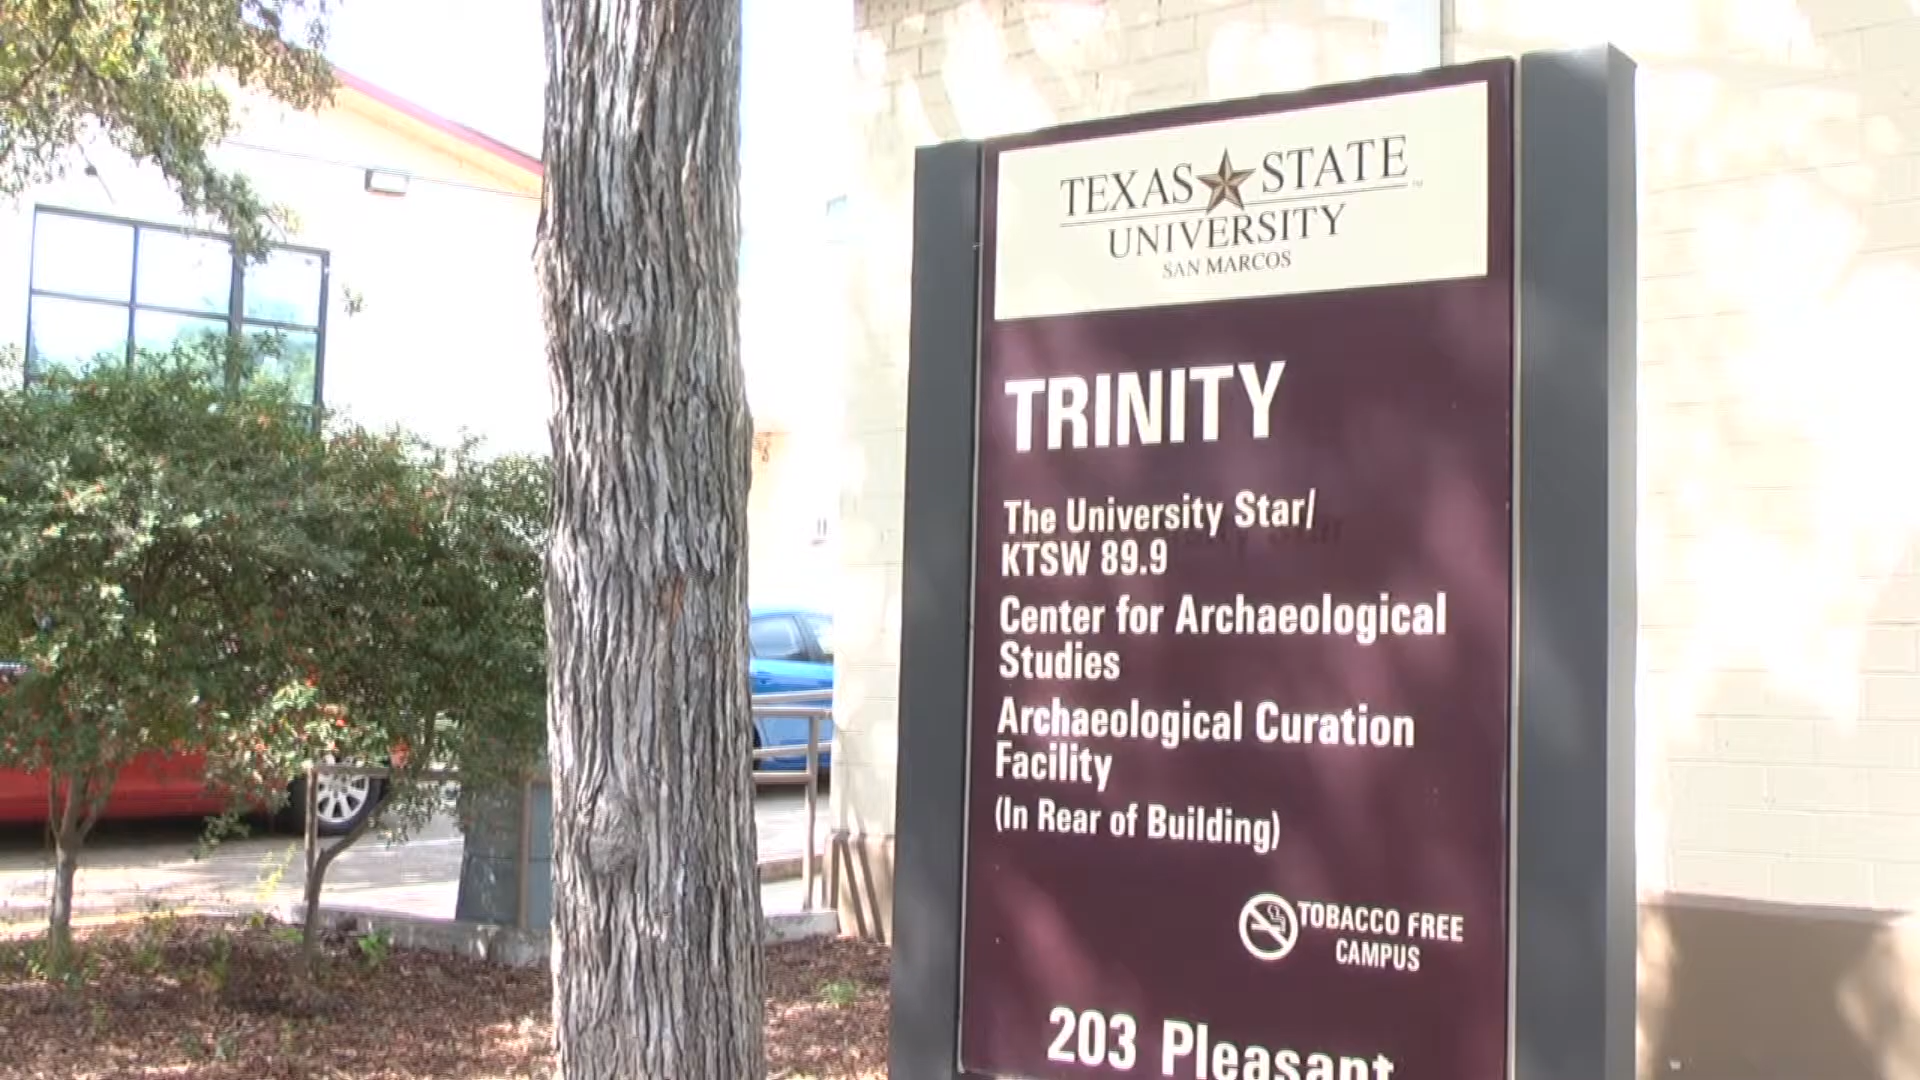 TEXAS STATE
UNIVERSITY
SAN MARCOS
TRINITY
The University Star/
KTSW 89.9
Center for Archaeological
Studies
Archaeological Curation
Facility
(In Rear of Building)
TOBACCO FREE
CAMPUS
203 Pleasant